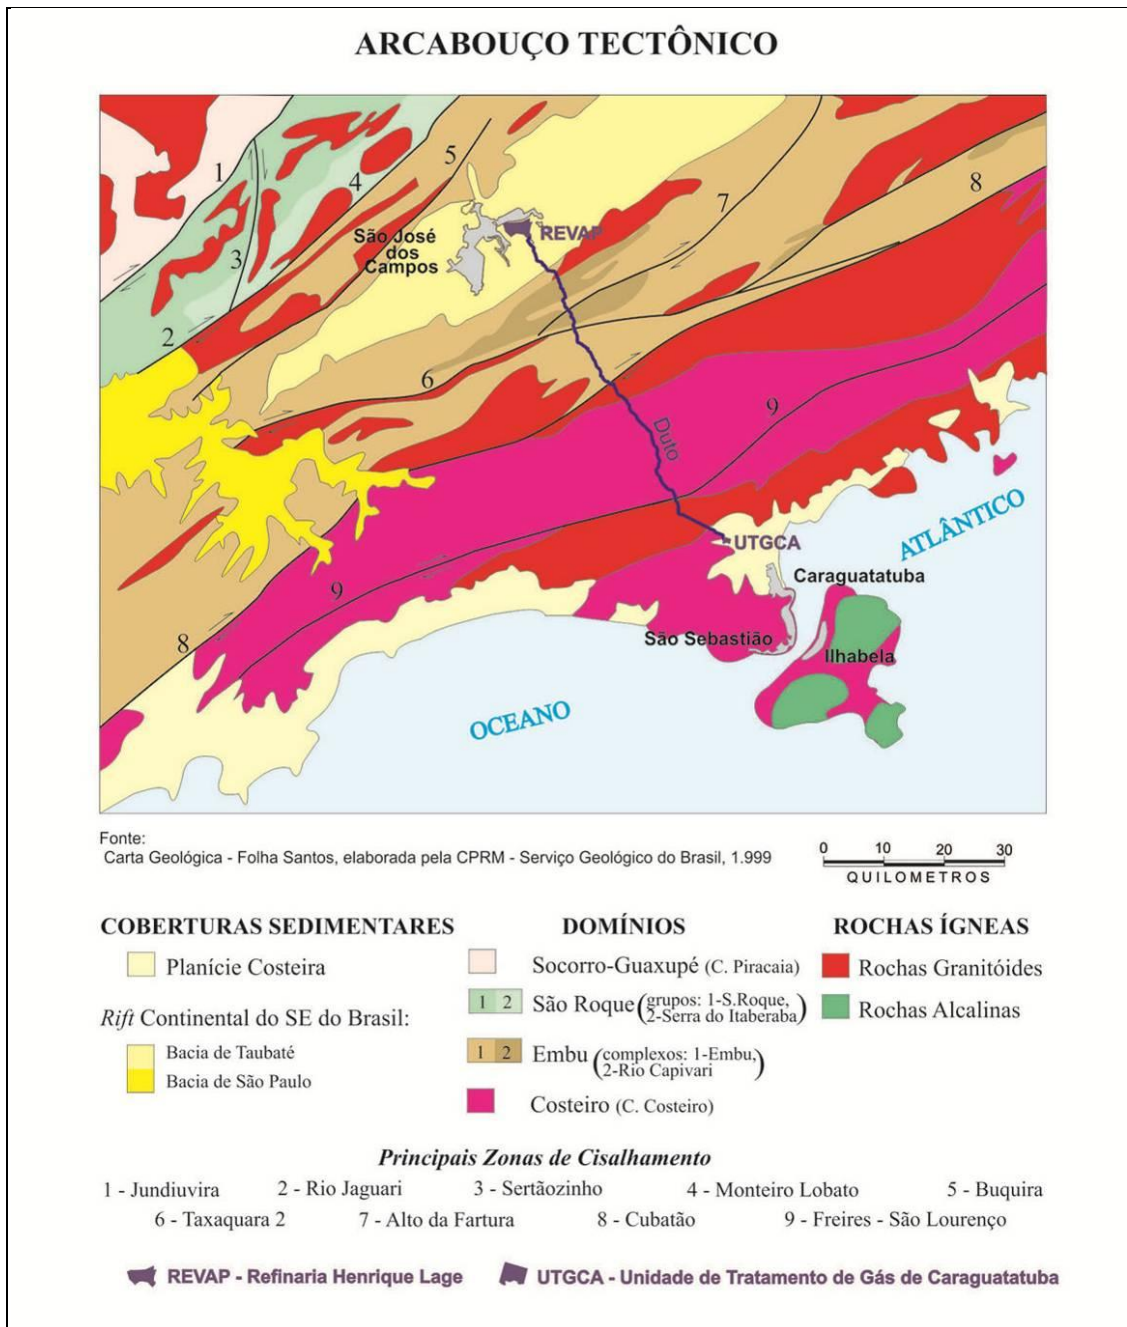 ARCABOUÇO TECTÔNICO
1
5
4
8
7
São José
dos
Campos
REVAP
3
2
6
9
Duto
ATLÂNTICO
UTGCA
Caraguatatuba
9
8
São Sebastião
Ilhabela
OCEANO
Fonte:
Carta Geológica - Folha Santos, elaborada pela CPRM - Serviço Geológico do Brasil, 1.999
0 10 20 30
QUILOMETROS
COBERTURAS SEDIMENTARES
Planície Costeira
Rift Continental do SE do Brasil:
Bacia de Taubaté
Bacia de São Paulo
DOMÍNIOS
Socorro-Guaxupé (C. Piracaia)
1 2 São Roque (grupos: 1-S.Roque,
2-Serra do Itaberaba)
1 2 Embu (complexos: 1-Embu,
2-Rio Capivari)
Costeiro (C. Costeiro)
ROCHAS ÍGNEAS
Rochas Granitóides
Rochas Alcalinas
Principais Zonas de Cisalhamento
1 - Jundiuvira 2 - Rio Jaguari 3 - Sertãozinho 4 - Monteiro Lobato 5 - Buquira
6 - Taxaquara 2 7 - Alto da Fartura 8 - Cubatão 9 - Freires - São Lourenço
REVAP - Refinaria Henrique Lage UTGCA - Unidade de Tratamento de Gás de Caraguatatuba